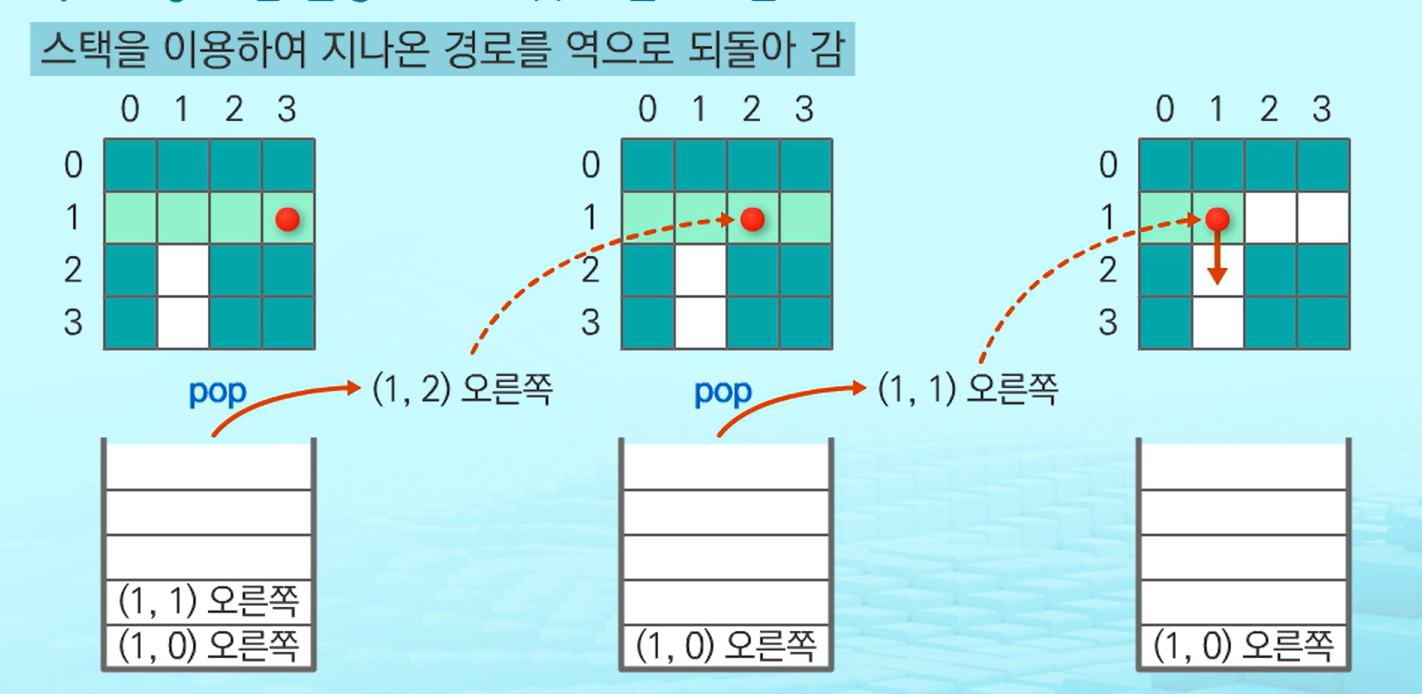 스택을 이용하여 지나온 경로를 역으로 되돌아 감
0 1 2 3
0
1
2
3
0 1 2 3
0
1
2
3
0 1 2 3
0
1
2
3
pop
(1, 2) 오른쪽
pop
(1, 1) 오른쪽
(1, 1) 오른쪽
(1, 0) 오른쪽
(1, 0) 오른쪽
(1, 0) 오른쪽